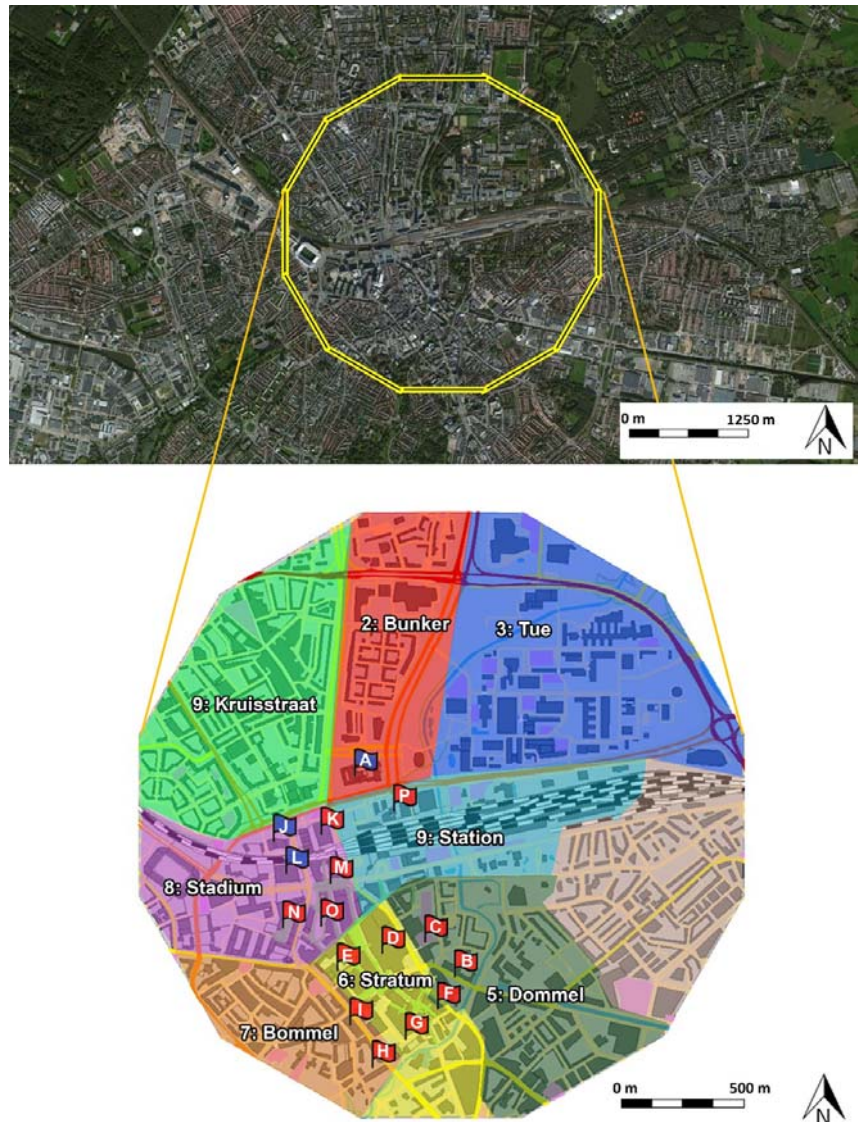 0 m 1250 m
N
2: Bunker
3: Tue
9: Kruisstraat
A
P
K
J
9: Station
L
M
8: Stadium
N O
C
D
E
B
6: Stratum
F
5: Dommel
I
G
7: Bommel
H
0 m 500 m
N